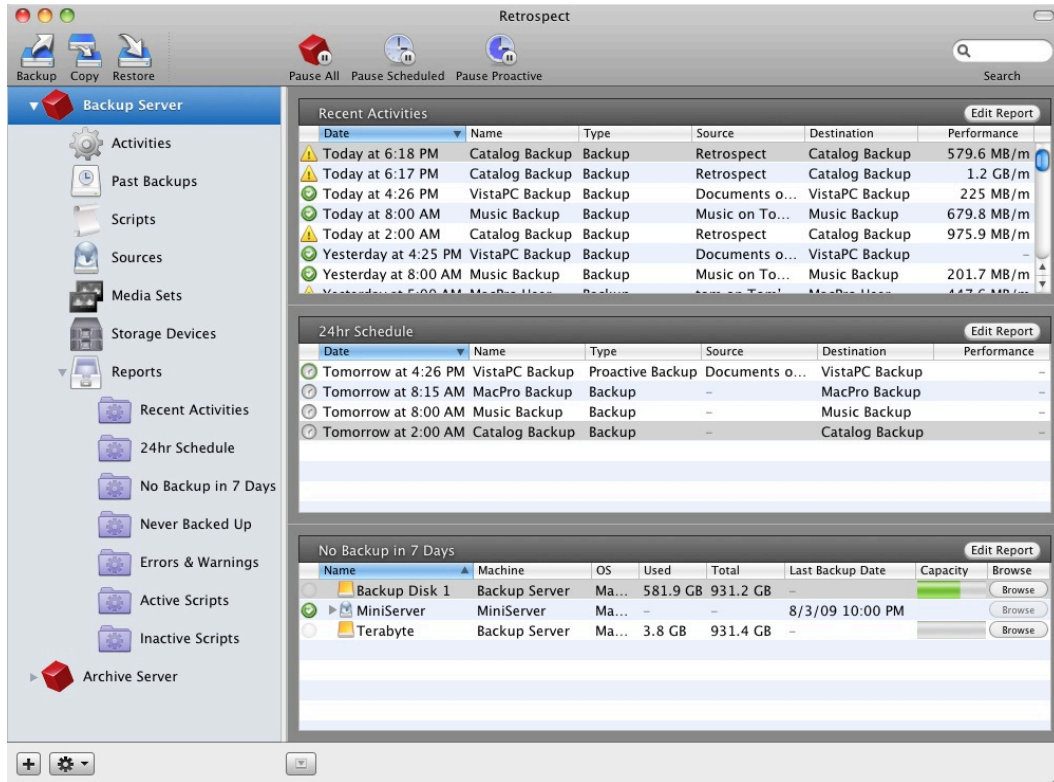 Retrospect
Backup Copy Restore Pause All Pause Scheduled Pause Proactive Search
Backup Server
Activities
Past Backups
Scripts
Sources
Media Sets
Storage Devices
Reports
Recent Activities
24hr Schedule
No Backup in 7 Days
Never Backed Up
Errors & Warnings
Active Scripts
Inactive Scripts
Archive Server
Recent Activities Edit Report
Date Name Type Source Destination Performance
Today at 6:18 PM Catalog Backup Backup Retrospect Catalog Backup 579.6 MB/m
Today at 6:17 PM Catalog Backup Backup Retrospect Catalog Backup 1.2 GB/m
Today at 4:26 PM VistaPC Backup Backup Documents o... VistaPC Backup 225 MB/m
Today at 8:00 AM Music Backup Backup Music on To... Music Backup 679.8 MB/m
Today at 2:00 AM Catalog Backup Backup Retrospect Catalog Backup 975.9 MB/m
Yesterday at 4:25 PM VistaPC Backup Backup Documents o... VistaPC Backup –
Yesterday at 8:00 AM Music Backup Backup Music on To... Music Backup 201.7 MB/m
24hr Schedule Edit Report
Date Name Type Source Destination Performance
Tomorrow at 4:26 PM VistaPC Backup Proactive Backup Documents o... VistaPC Backup –
Tomorrow at 8:15 AM MacPro Backup Backup – MacPro Backup –
Tomorrow at 8:00 AM Music Backup Backup – Music Backup –
Tomorrow at 2:00 AM Catalog Backup Backup – Catalog Backup –
No Backup in 7 Days Edit Report
Name Machine OS Used Total Last Backup Date Capacity Browse
Backup Disk 1 Backup Server Ma... 581.9 GB 931.2 GB – Browse
MiniServer MiniServer Ma... – – 8/3/09 10:00 PM Browse
Terabyte Backup Server Ma... 3.8 GB 931.4 GB – Browse